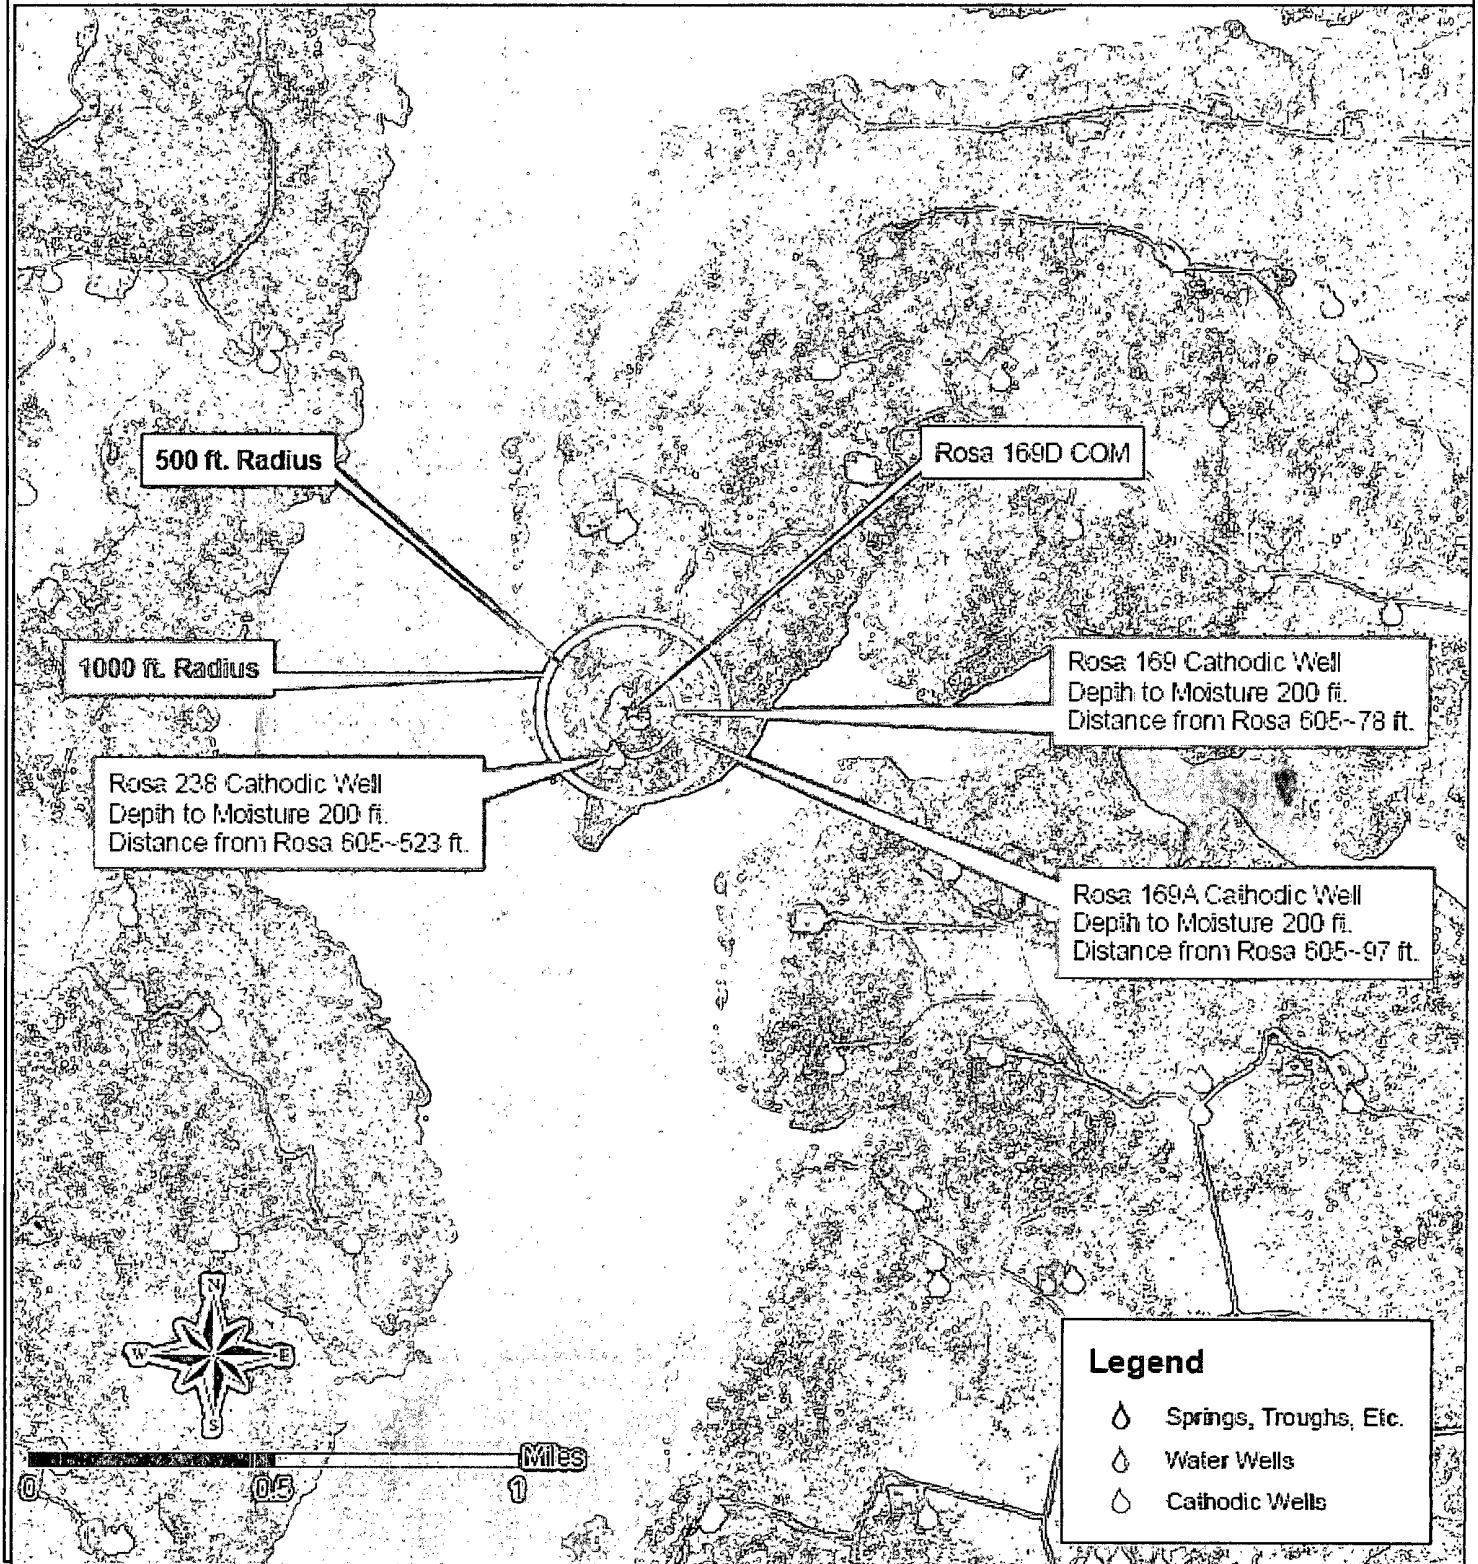 500 ft. Radius
Rosa 169D COM
1000 ft. Radius
Rosa 169 Cathodic Well
Depth to Moisture 200 ft.
Distance from Rosa 605~78 ft.
Rosa 238 Cathodic Well
Depth to Moisture 200 ft.
Distance from Rosa 605~523 ft.
Rosa 169A Cathodic Well
Depth to Moisture 200 ft.
Distance from Rosa 605~97 ft.
N
W E
S
Miles
0 0.5 1
Legend
Springs, Troughs, Etc.
Water Wells
Cathodic Wells